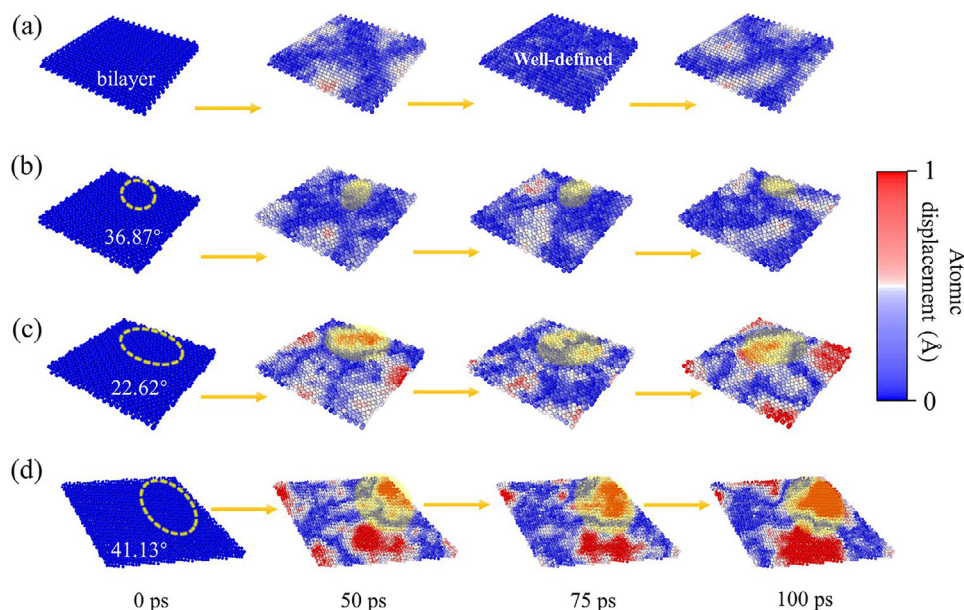 (a)
bilayer
Well-defined
(b)
36.87°
(c)
22.62°
(d)
41.13°
1
Atomic
displacement (Å)
0
0 ps
50 ps
75 ps
100 ps